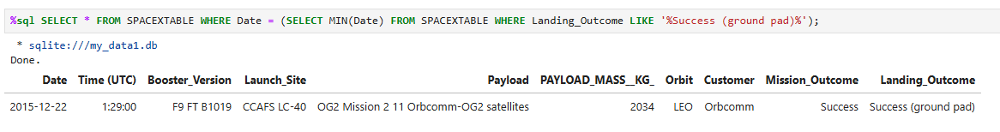 %sql SELECT * FROM SPACEXTABLE WHERE Date = (SELECT MIN(Date) FROM SPACEXTABLE WHERE Landing_Outcome LIKE '%Success (ground pad)%');
* sqlite:///my_data1.db
Done.
Date Time (UTC) Booster_Version Launch_Site Payload PAYLOAD_MASS__KG_ Orbit Customer Mission_Outcome Landing_Outcome
2015-12-22 1:29:00 F9 FT B1019 CCAFS LC-40 OG2 Mission 2 11 Orbcomm-OG2 satellites 2034 LEO Orbcomm Success Success (ground pad)